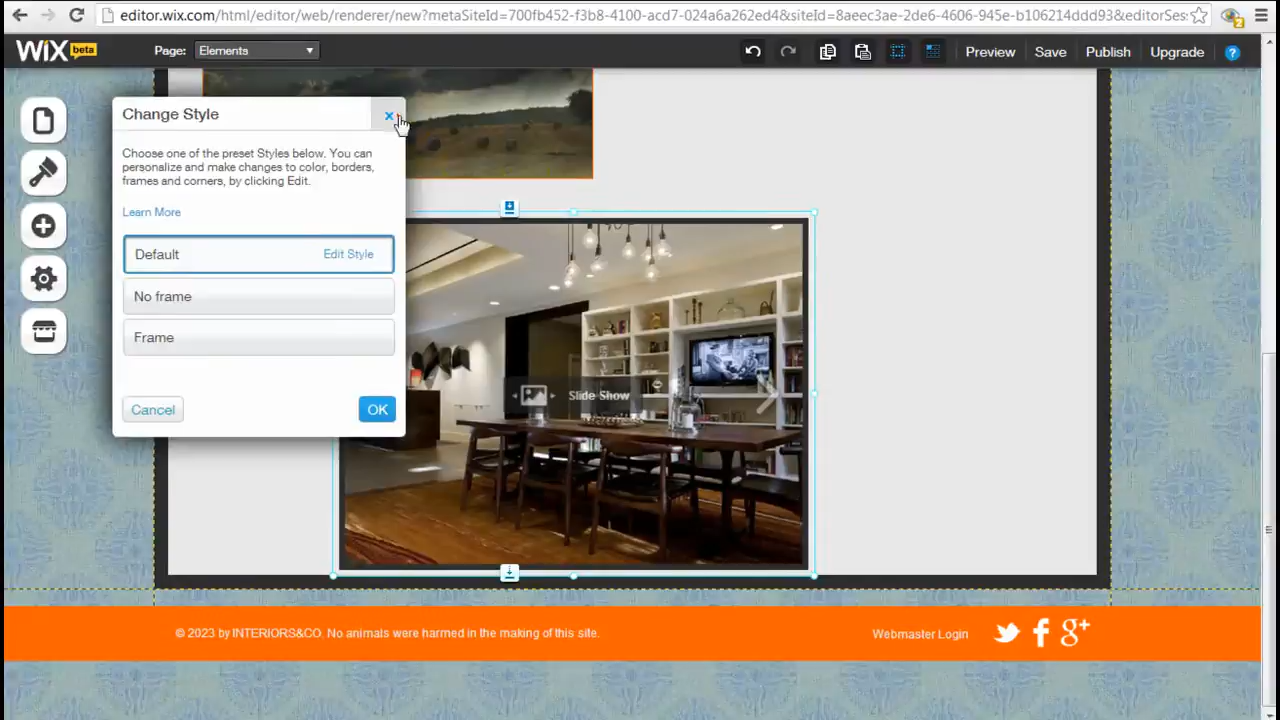 editor.wix.com/html/editor/web/renderer/new?metaSiteId=700fb452-f3b8-4100-acd7-024a6a262ed4&siteId=8aeec3ae-2de6-4606-945e-b106214ddd93&editorSes
2
WiX beta
Page:
Elements
Preview
Save
Publish
Upgrade
?
Change Style
Choose one of the preset Styles below. You can
personalize and make changes to color, borders,
frames and corners, by clicking Edit.
Learn More
Default
Edit Style
No frame
Frame
Cancel
OK
Slide Show
© 2023 by INTERIORS&CO. No animals were harmed in the making of this site.
Webmaster Login